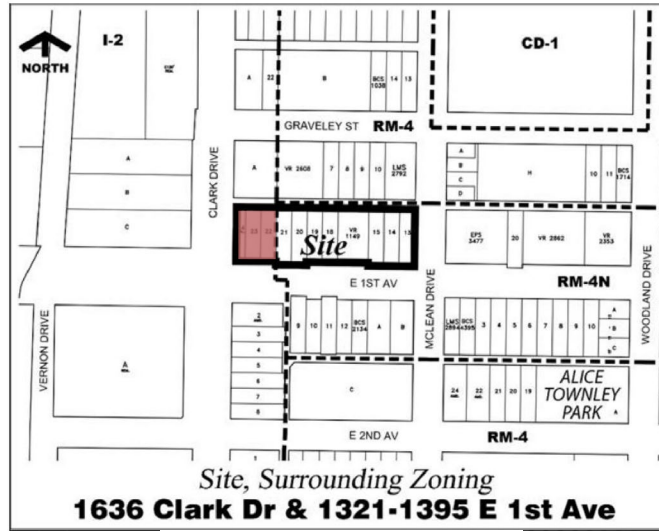 I-2
CD-1
NORTH
A 22 B BCS 1038 14 13
GRAVELEY ST RM-4
A
B
C
CLARK DRIVE
A VR 2608 7 8 9 10 LMS 2792
A
B
C
D
H 10 11 BCS 1714
21 20 19 18 VR 1140 15 14 13
Site
EPS 3477 20 VR 2862 VR 2353
E 1ST AV
RM-4N
VERNON DRIVE
MCLEAN DRIVE
WOODLAND DRIVE
A
2
3
4
5
6
7
8
9 10 11 12 BCS 2134 A B
3 4 5 6 7 8 9 10
A
B
C
C
24 22 21 20 19
ALICE
TOWNLEY
PARK
A
E 2ND AV RM-4
Site, Surrounding Zoning
1636 Clark Dr & 1321-1395 E 1st Ave